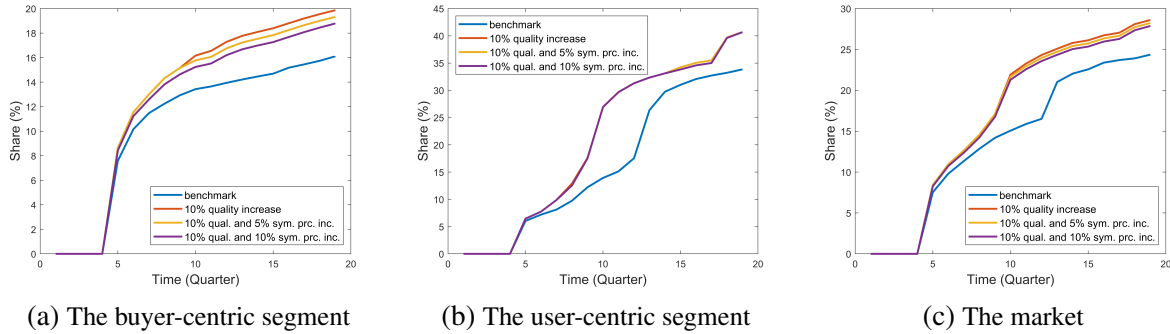 20
18
16
14
12
10
8
6
4
2
0
Share (%)
benchmark
10% quality increase
10% qual. and 5% sym. prc. inc.
10% qual. and 10% sym. prc. inc.
0 5 10 15 20
Time (Quarter)
(a) The buyer-centric segment
45
40
35
30
25
20
15
10
5
0
Share (%)
benchmark
10% quality increase
10% qual. and 5% sym. prc. inc.
10% qual. and 10% sym. prc. inc.
0 5 10 15 20
Time (Quarter)
(b) The user-centric segment
30
25
20
15
10
5
0
Share (%)
benchmark
10% quality increase
10% qual. and 5% sym. prc. inc.
10% qual. and 10% sym. prc. inc.
0 5 10 15 20
Time (Quarter)
(c) The market